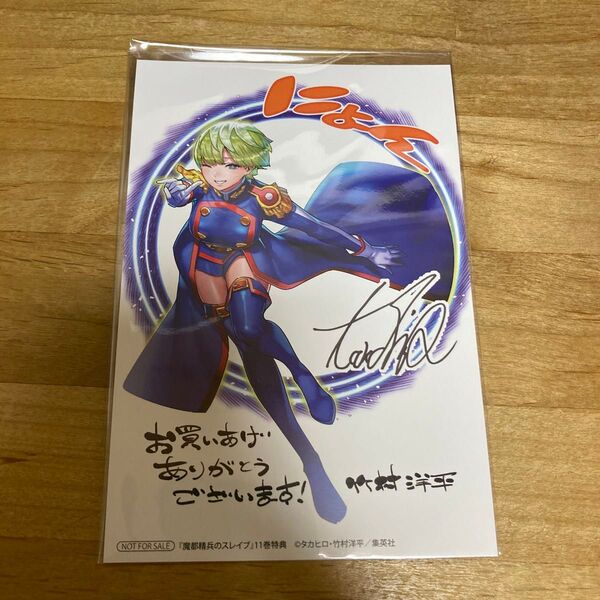 にょん
お買いあげ
ありがとう
ございます!
竹村洋平
NOT FOR SALE 『魔都精兵のスレイブ』11巻特典 ©タカヒロ・竹村洋平/集英社